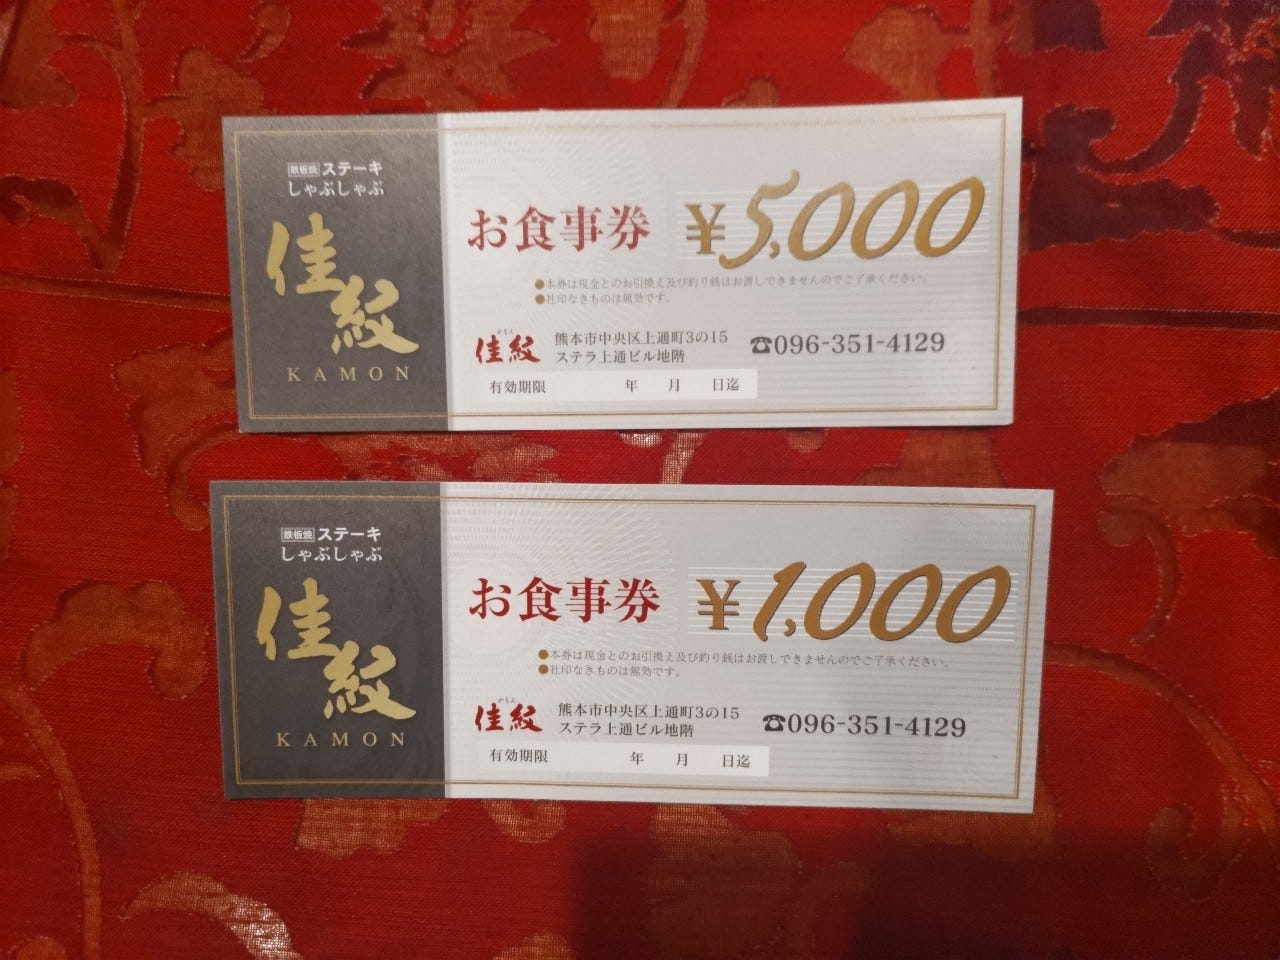 鉄板焼 ステーキ
しゃぶしゃぶ
佳紋
KAMON
お食事券 ¥5,000
●本券は現金とのお引換え及び釣り銭はお渡しできませんのでご了承ください。
●社印なきものは無効です。
かもん
佳紋
熊本市中央区上通町3の15
ステラ上通ビル地階
☎096-351-4129
有効期限 年 月 日迄
鉄板焼 ステーキ
しゃぶしゃぶ
佳紋
KAMON
お食事券 ¥1,000
●本券は現金とのお引換え及び釣り銭はお渡しできませんのでご了承ください。
●社印なきものは無効です。
かもん
佳紋
熊本市中央区上通町3の15
ステラ上通ビル地階
☎096-351-4129
有効期限 年 月 日迄